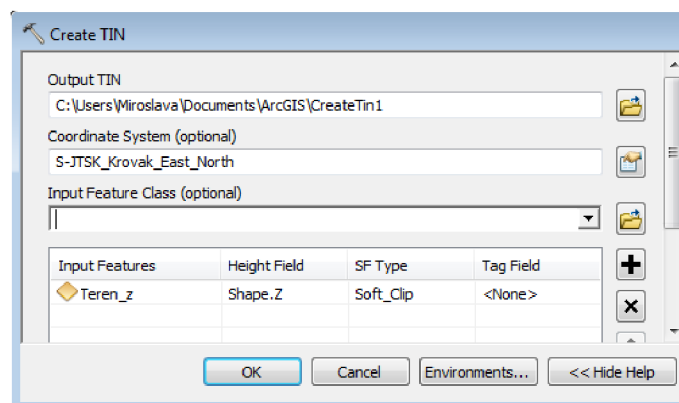 Create TIN
Output TIN
C:\Users\Miroslava\Documents\ArcGIS\CreateTin1
Coordinate System (optional)
S-JTSK_Krovak_East_North
Input Feature Class (optional)
Input Features Height Field SF Type Tag Field
Teren_z Shape.Z Soft_Clip <None>
OK Cancel Environments... << Hide Help